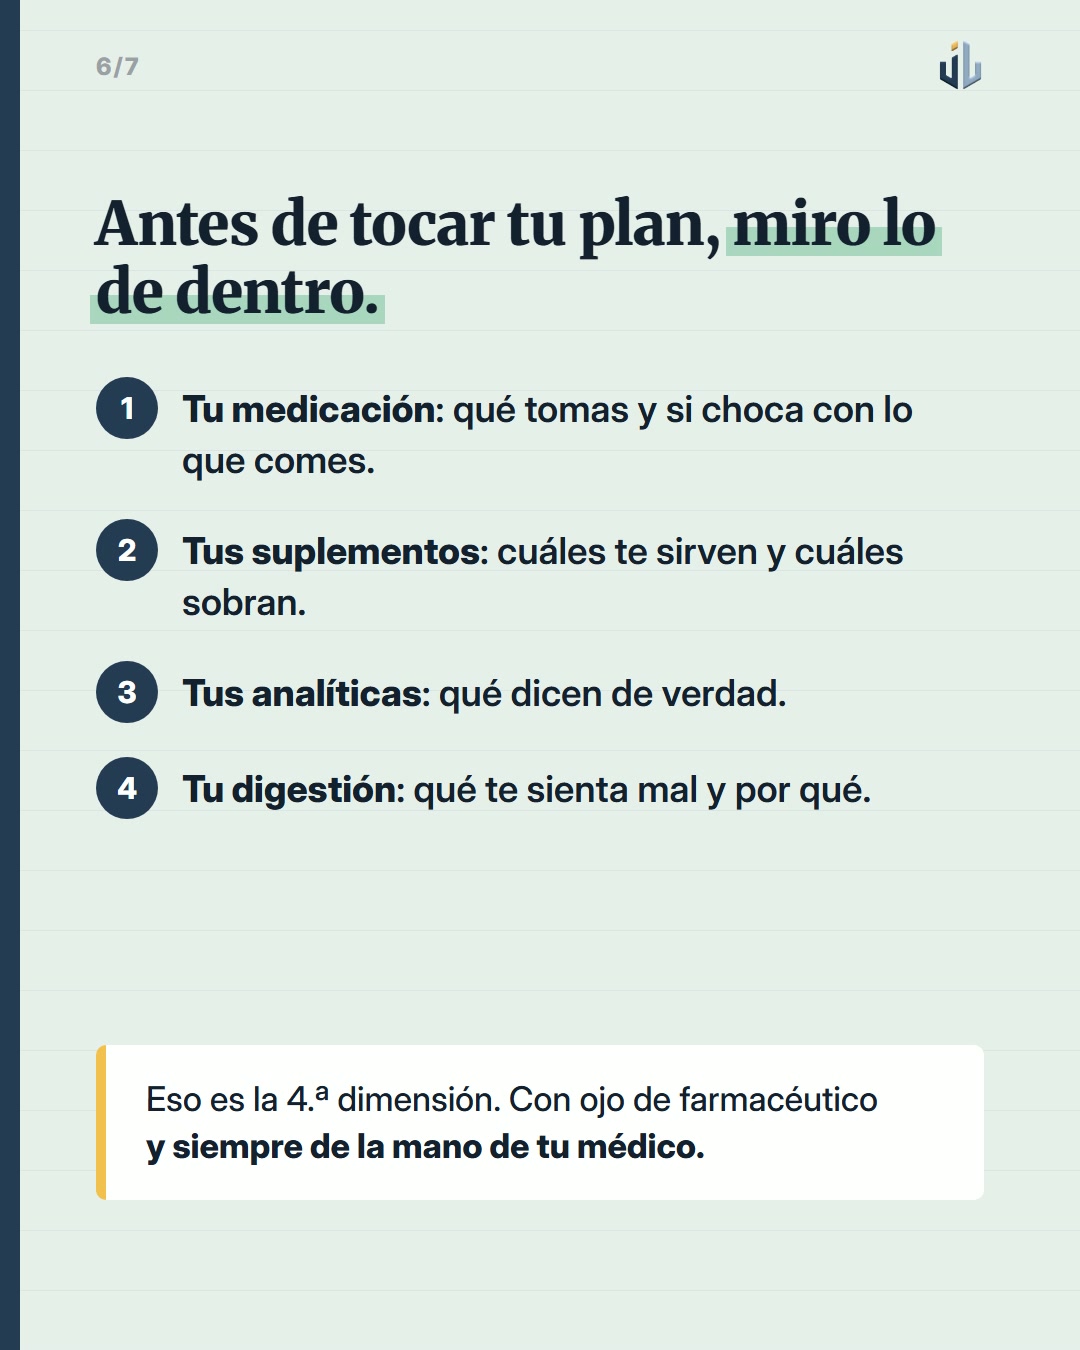 6/7
Antes de tocar tu plan, miro lo
de dentro.
1 Tu medicación: qué tomas y si choca con lo
que comes.
2 Tus suplementos: cuáles te sirven y cuáles
sobran.
3 Tus analíticas: qué dicen de verdad.
4 Tu digestión: qué te sienta mal y por qué.
Eso es la 4.ª dimensión. Con ojo de farmacéutico
y siempre de la mano de tu médico.